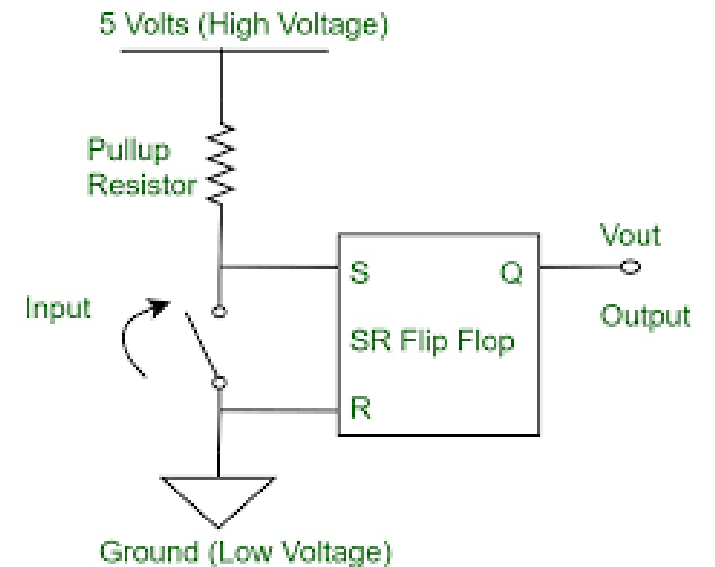 5 Volts (High Voltage)
Pullup
Resistor
Vout
S
Q
Input
Output
SR Flip Flop
R
Ground (Low Voltage)